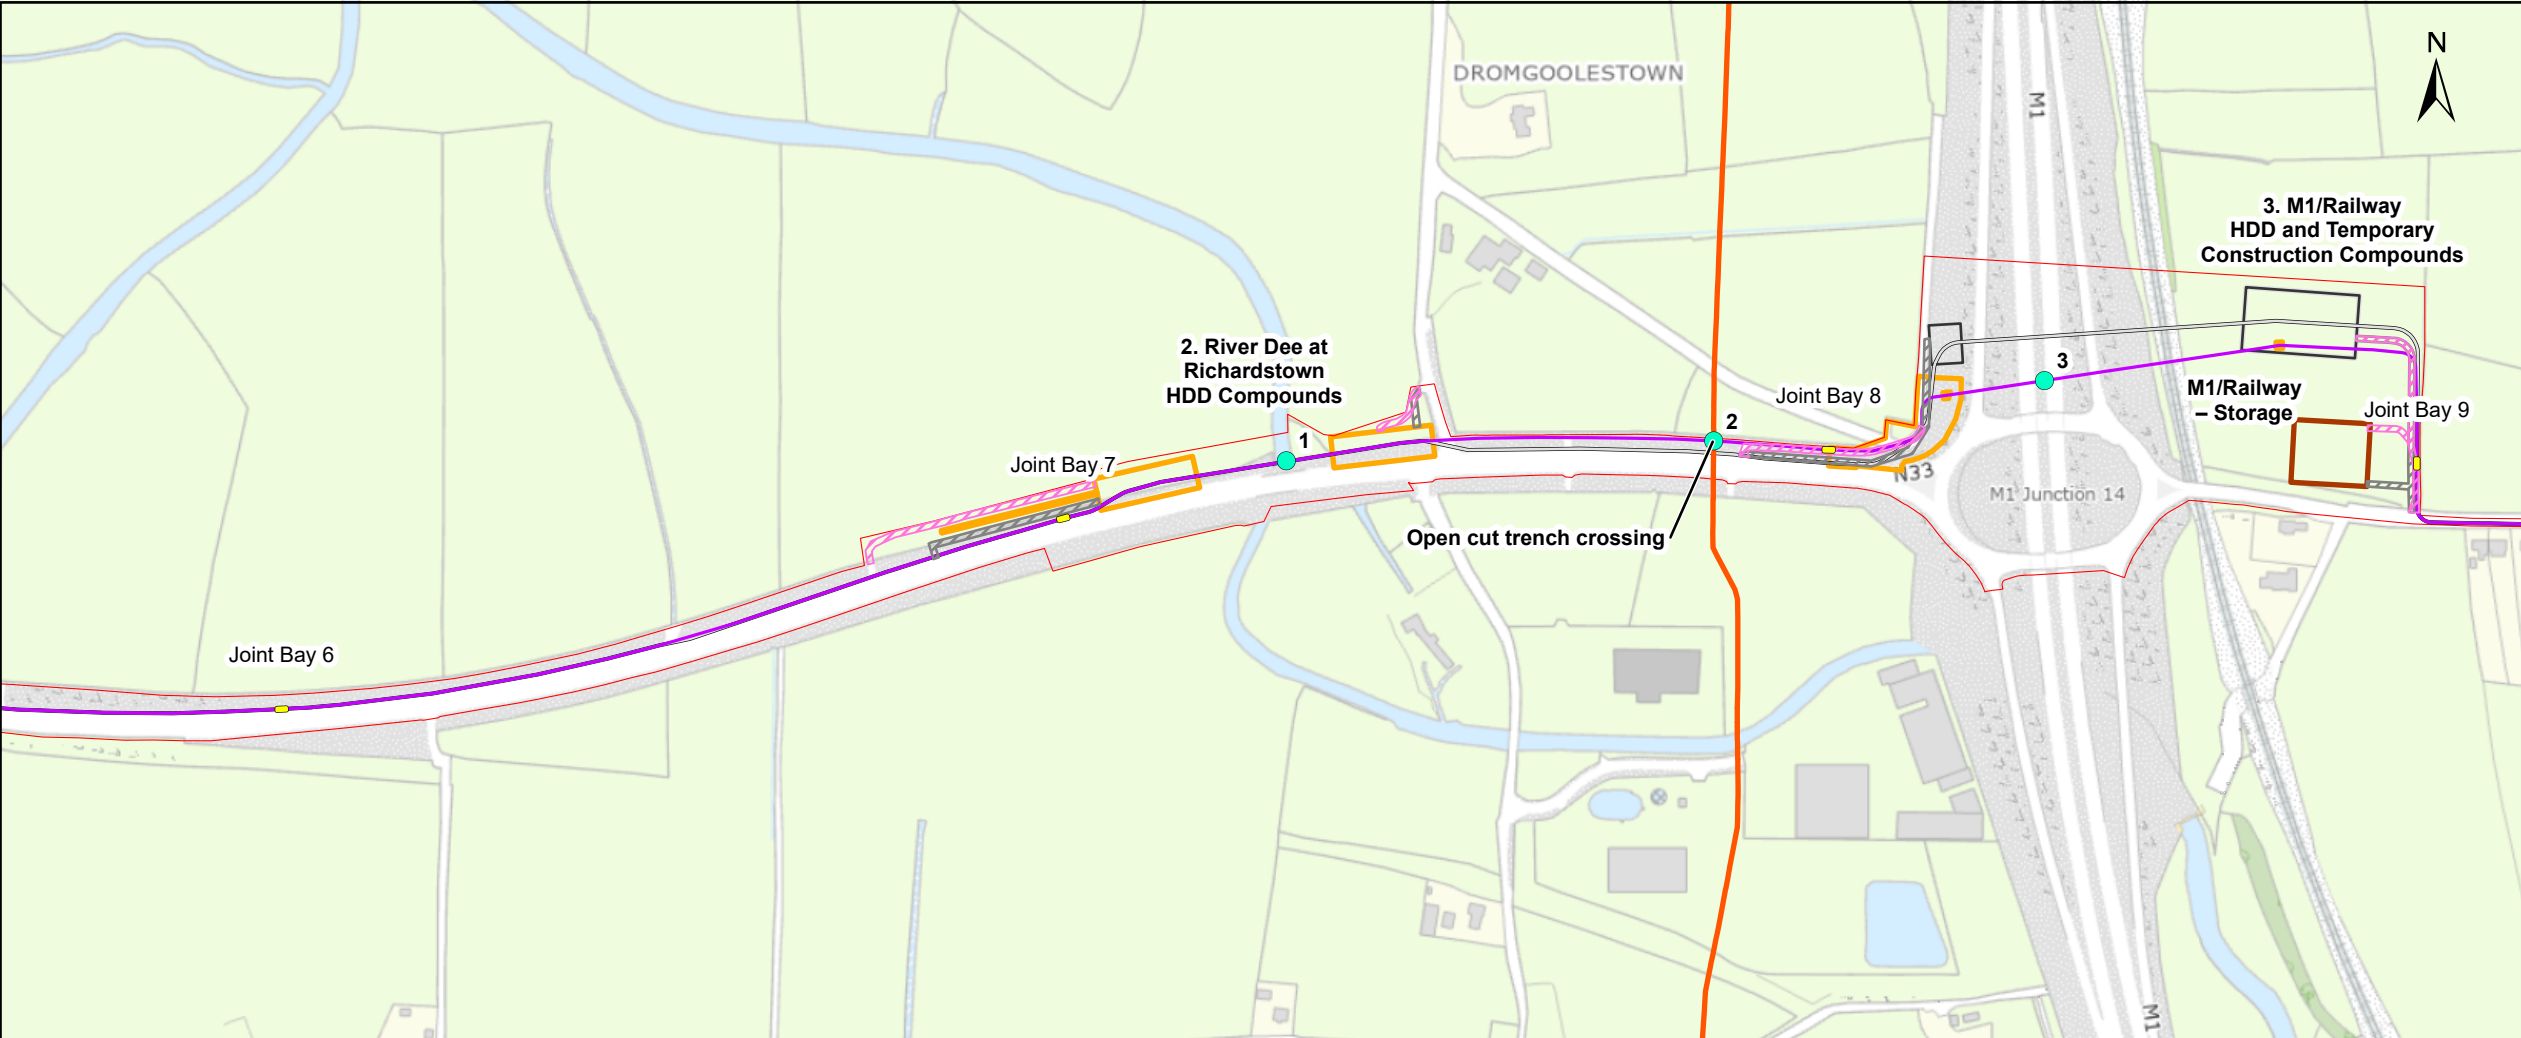 N
M1
DROMGOOLESTOWN
3. M1/Railway
HDD and Temporary
Construction Compounds
2. River Dee at
Richardstown
HDD Compounds
3
M1/Railway
– Storage
Joint Bay 8
Joint Bay 9
2
1
Joint Bay 7
N33
M1 Junction 14
Open cut trench crossing
Joint Bay 6
M1